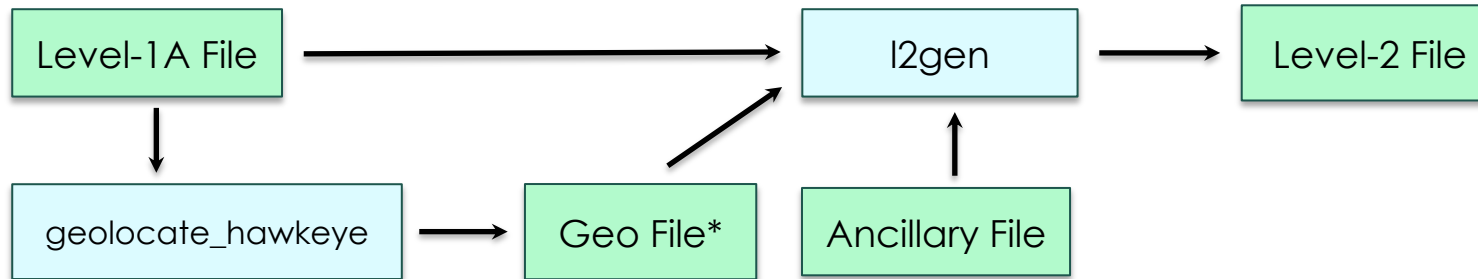 Level-1A File
l2gen
Level-2 File
geolocate_hawkeye
Geo File*
Ancillary File